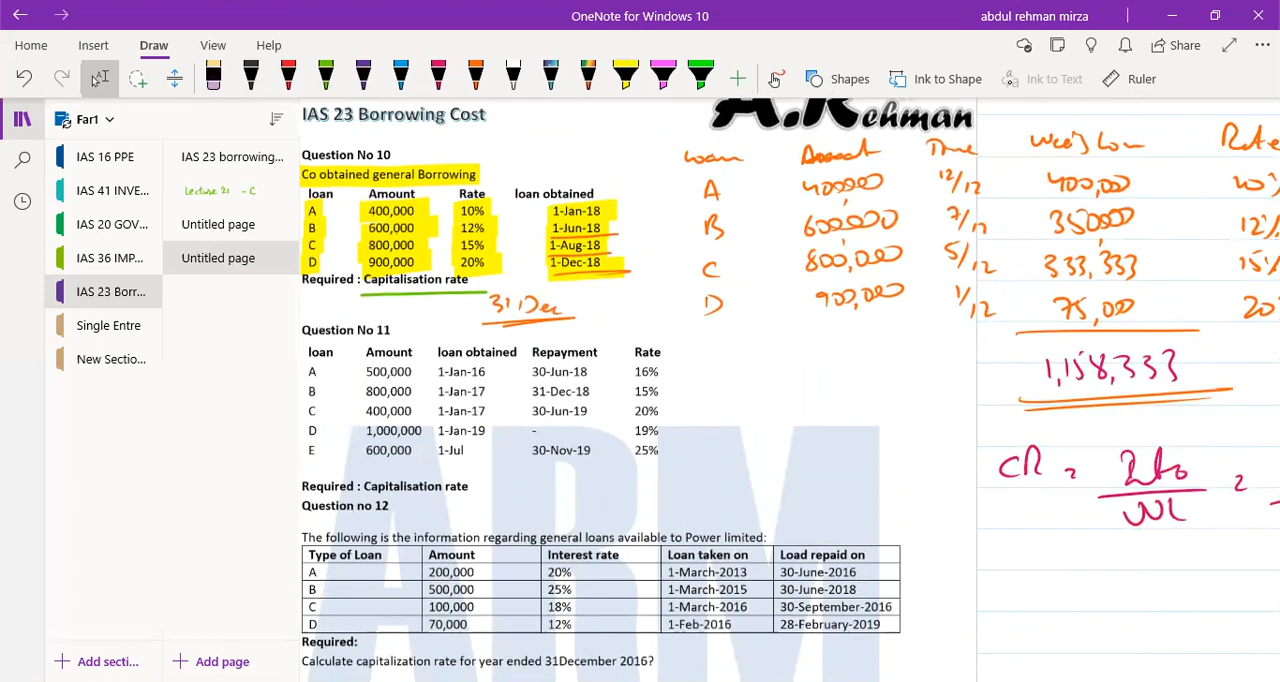 OneNote for Windows 10
abdul rehman mirza
Home Insert Draw View Help
Share
Shapes Ink to Shape Ink to Text Ruler
Far1
IAS 16 PPE
IAS 41 INVE...
IAS 20 GOV...
IAS 36 IMP...
IAS 23 Borr...
Single Entre
New Sectio...
IAS 23 borrowing...
Lecture 21 - C
Untitled page
Untitled page
Add secti...
Add page
IAS 23 Borrowing Cost
A.Rehman
Question No 10
Co obtained general Borrowing
loan Amount Rate loan obtained
A 400,000 10% 1-Jan-18
B 600,000 12% 1-Jun-18
C 800,000 15% 1-Aug-18
D 900,000 20% 1-Dec-18
Required : Capitalisation rate
31 Dec
Question No 11
loan Amount loan obtained Repayment Rate
A 500,000 1-Jan-16 30-Jun-18 16%
B 800,000 1-Jan-17 31-Dec-18 15%
C 400,000 1-Jan-17 30-Jun-19 20%
D 1,000,000 1-Jan-19 - 19%
E 600,000 1-Jul 30-Nov-19 25%
Required : Capitalisation rate
Question no 12
The following is the information regarding general loans available to Power limited:
Type of Loan Amount Interest rate Loan taken on Load repaid on
A 200,000 20% 1-March-2013 30-June-2016
B 500,000 25% 1-March-2015 30-June-2018
C 100,000 18% 1-March-2016 30-September-2016
D 70,000 12% 1-Feb-2016 28-February-2019
Required:
Calculate capitalization rate for year ended 31December 2016?
ARM
Loan Amount Time Loan Rate
A 400,000 12/12 400,000
B 600,000 7/12 350,000 12%
C 800,000 5/12 333,333 15%
D 900,000 1/12 75,000 20
1,158,333
CR =